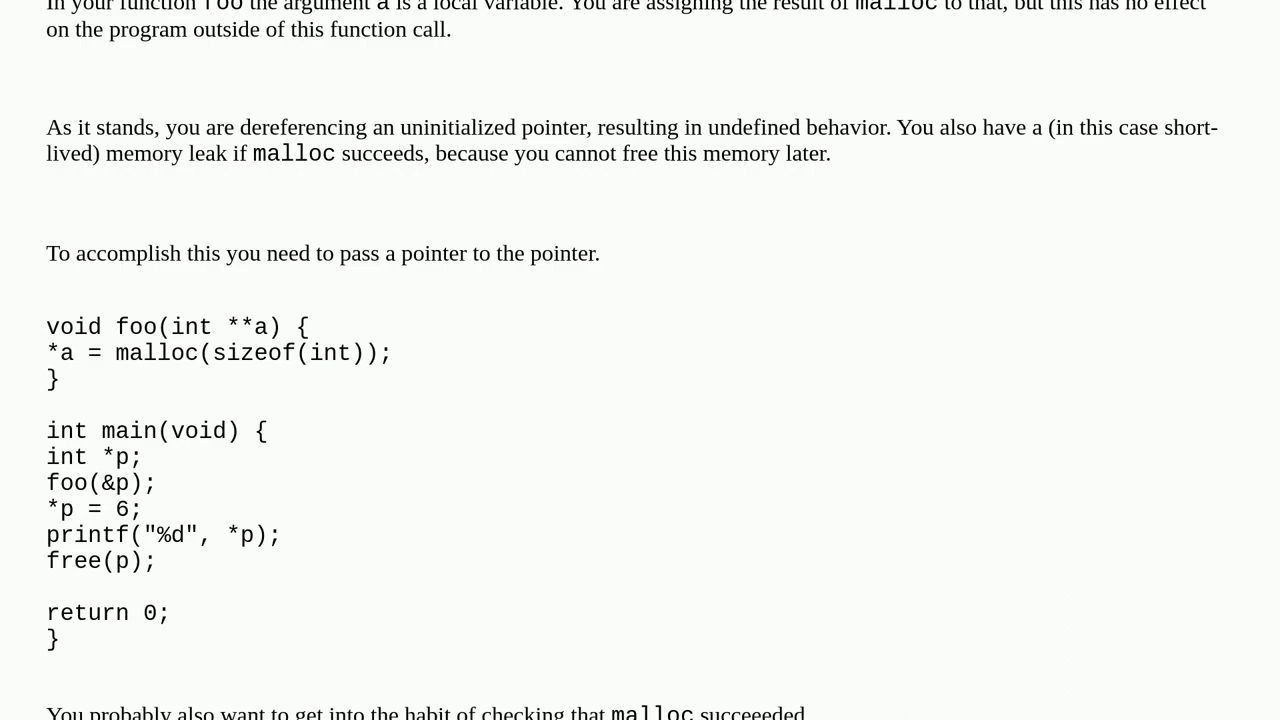 In your function foo the argument a is a local variable. You are assigning the result of malloc to that, but this has no effect
on the program outside of this function call.
As it stands, you are dereferencing an uninitialized pointer, resulting in undefined behavior. You also have a (in this case short-
lived) memory leak if malloc succeeds, because you cannot free this memory later.
To accomplish this you need to pass a pointer to the pointer.
void foo(int **a) {
*a = malloc(sizeof(int));
}
int main(void) {
int *p;
foo(&p);
*p = 6;
printf("%d", *p);
free(p);
return 0;
}
You probably also want to get into the habit of checking that malloc succeeeded